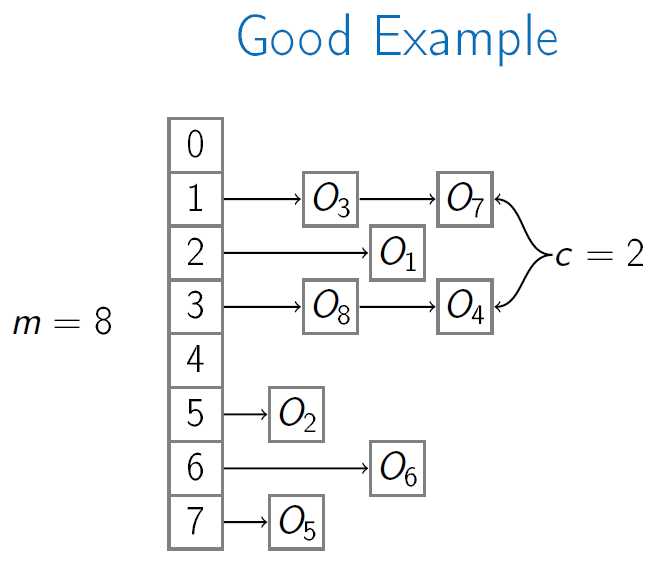 Good Example
0
1 O₃ O₇
2 O₁ c = 2
3 O₈ O₄
m = 8
4
5 O₂
6 O₆
7 O₅